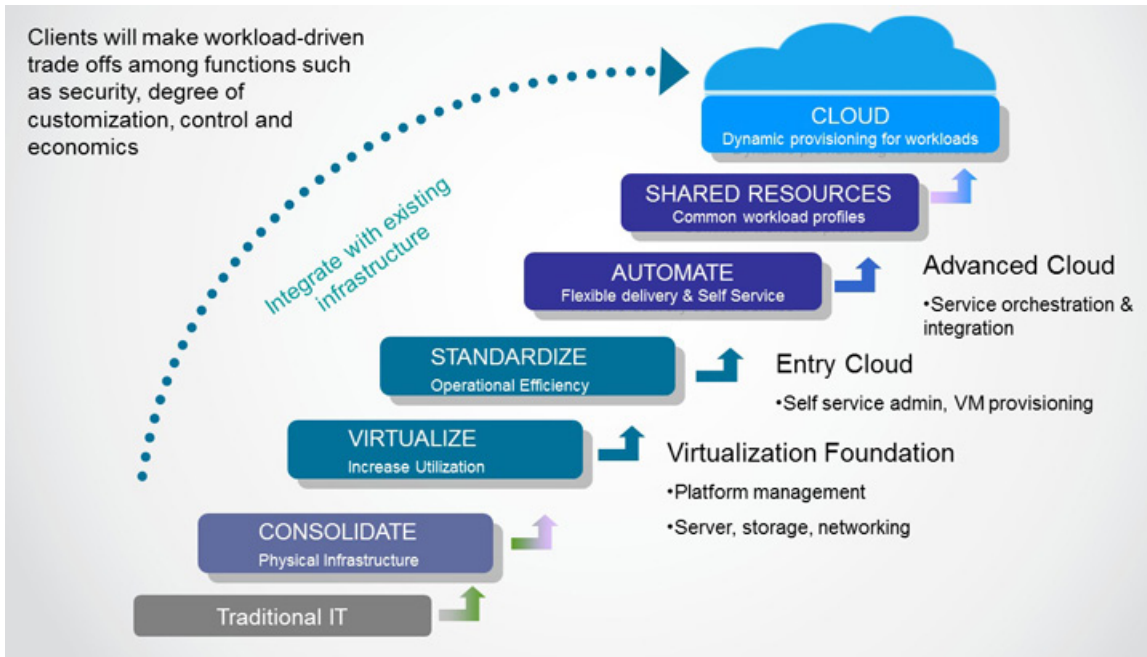 Clients will make workload-driven
trade offs among functions such
as security, degree of
customization, control and
economics
Integrate with existing
infrastructure
CLOUD
Dynamic provisioning for workloads
SHARED RESOURCES
Common workload profiles
AUTOMATE
Flexible delivery & Self Service
Advanced Cloud
•Service orchestration &
integration
STANDARDIZE
Operational Efficiency
Entry Cloud
•Self service admin, VM provisioning
VIRTUALIZE
Increase Utilization
Virtualization Foundation
•Platform management
•Server, storage, networking
CONSOLIDATE
Physical Infrastructure
Traditional IT